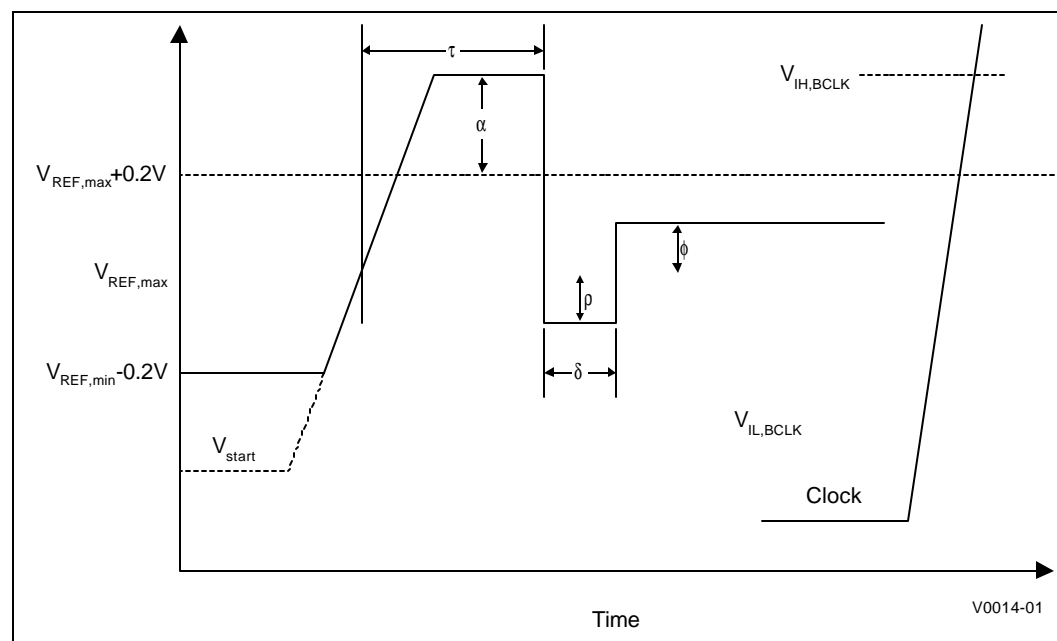 τ
V_IH,BCLK
α
V_REF,max+0.2V
ϕ
V_REF,max
ρ
V_REF,min-0.2V
δ
V_IL,BCLK
V_start
Clock
V0014-01
Time